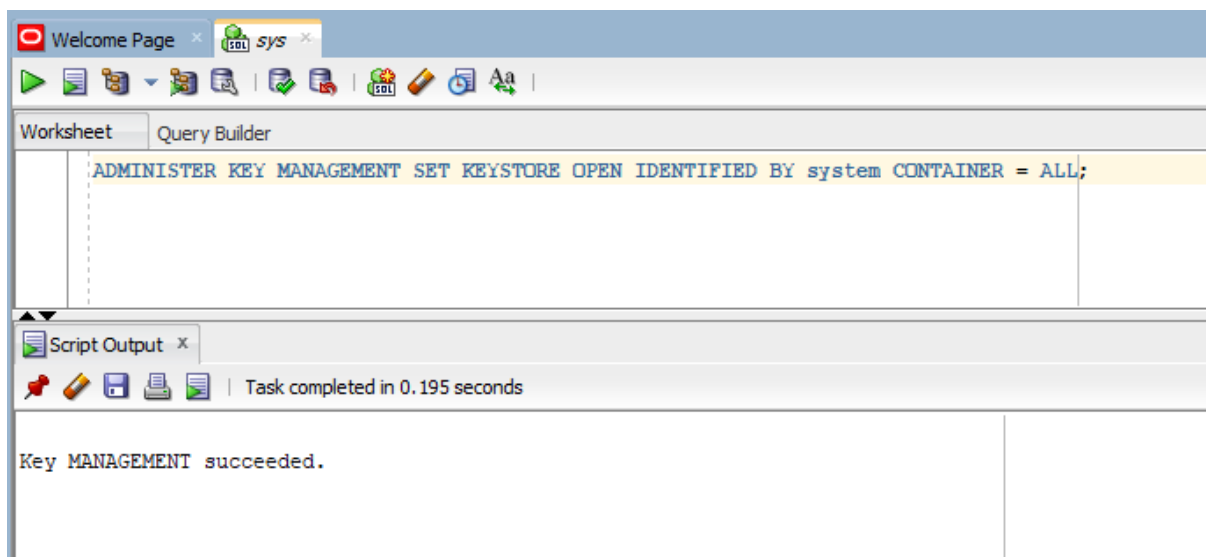 Welcome Page sys
Worksheet Query Builder
ADMINISTER KEY MANAGEMENT SET KEYSTORE OPEN IDENTIFIED BY system CONTAINER = ALL;
Script Output
Task completed in 0.195 seconds
Key MANAGEMENT succeeded.